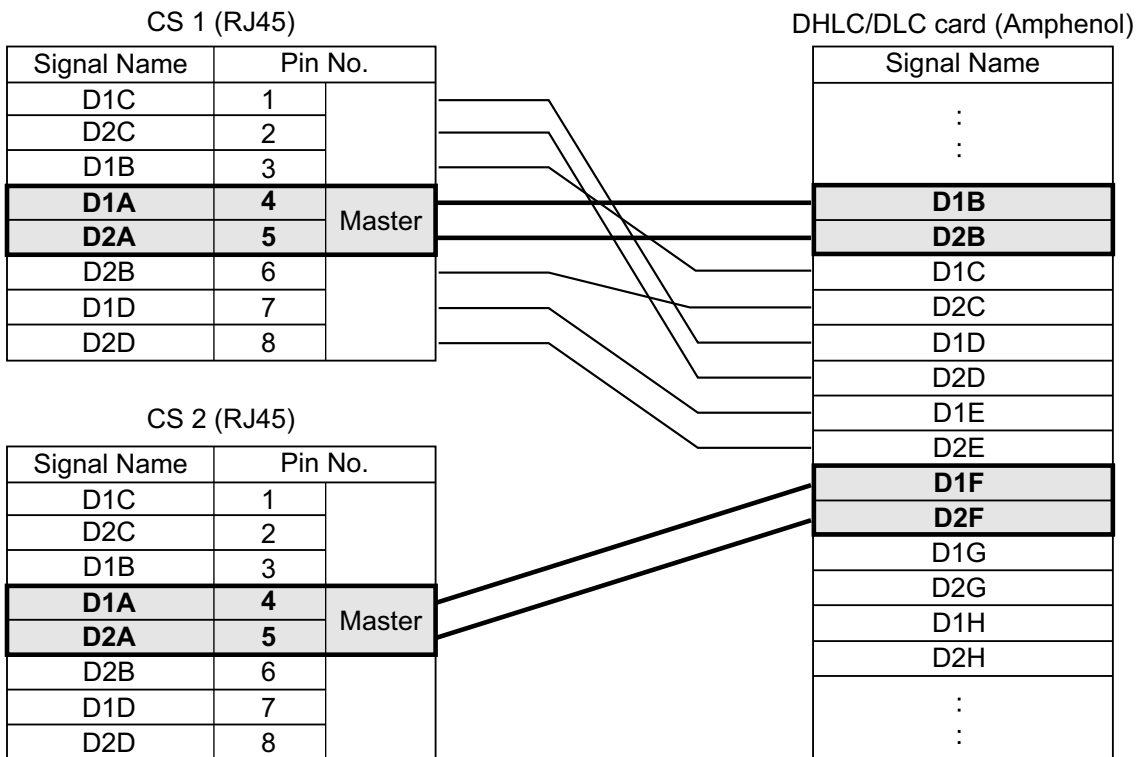 CS 1 (RJ45)
Signal Name Pin No.
D1C 1
D2C 2
D1B 3
D1A 4
D2A 5
Master
D2B 6
D1D 7
D2D 8
CS 2 (RJ45)
Signal Name Pin No.
D1C 1
D2C 2
D1B 3
D1A 4
D2A 5
Master
D2B 6
D1D 7
D2D 8
DHLC/DLC card (Amphenol)
Signal Name
:
:
D1B
D2B
D1C
D2C
D1D
D2D
D1E
D2E
D1F
D2F
D1G
D2G
D1H
D2H
:
: